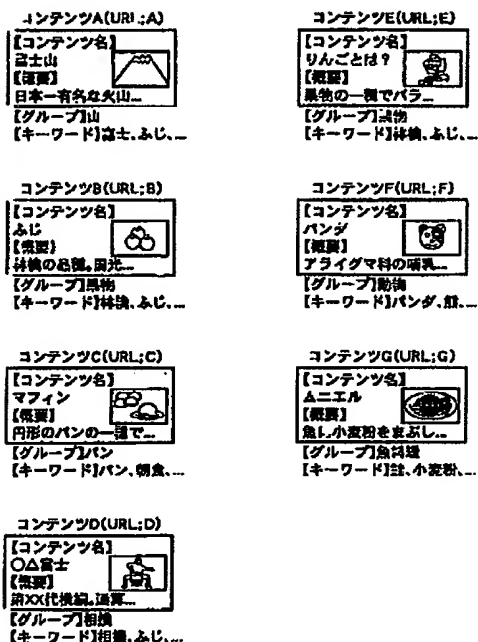 コンテンツA(URL;A)
【コンテンツ名】
富士山
【概要】
日本一有名な火山...
【グループ】山
【キーワード】富士、ふじ、...
コンテンツB(URL;B)
【コンテンツ名】
ふじ
【概要】
林檎の品種。国光...
【グループ】果物
【キーワード】林檎、ふじ、...
コンテンツC(URL;C)
【コンテンツ名】
マフィン
【概要】
円形のパンの一種で...
【グループ】パン
【キーワード】パン、朝食、...
コンテンツD(URL;D)
【コンテンツ名】
〇△富士
【概要】
第XX代横綱。通算...
【グループ】相撲
【キーワード】相撲、ふじ、...
コンテンツE(URL;E)
【コンテンツ名】
りんごとは?
【概要】
果物の一種でバラ...
【グループ】果物
【キーワード】林檎、ふじ、...
コンテンツF(URL;F)
【コンテンツ名】
パンダ
【概要】
アライグマ科の哺乳...
【グループ】動物
【キーワード】パンダ、熊、...
コンテンツG(URL;G)
【コンテンツ名】
ムニエル
【概要】
魚に小麦粉をまぶし...
【グループ】魚料理
【キーワード】鮭、小麦粉、...